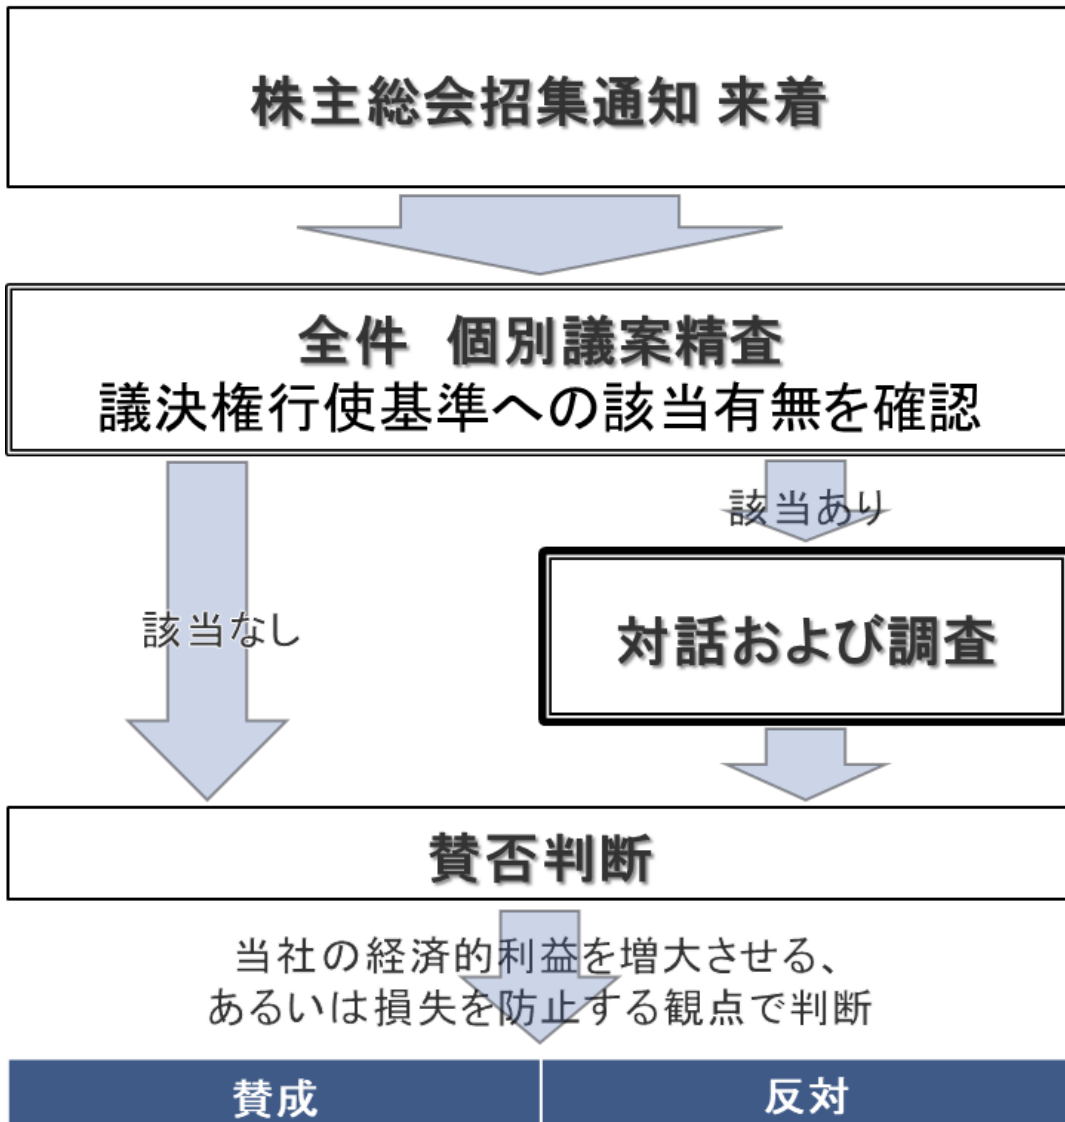 株主総会招集通知 来着
全件　個別議案精査
議決権行使基準への該当有無を確認
該当あり
該当なし
対話および調査
賛否判断
当社の経済的利益を増大させる、
あるいは損失を防止する観点で判断
賛成
反対